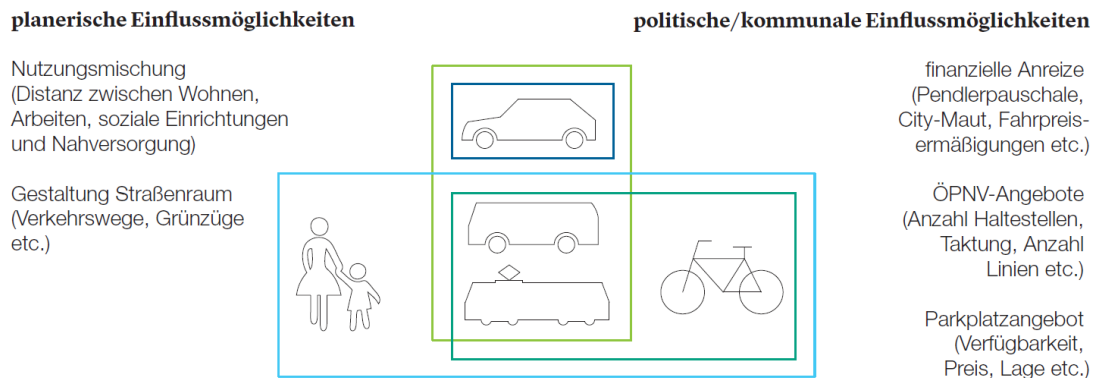 planerische Einflussmöglichkeiten
Nutzungsmischung
(Distanz zwischen Wohnen,
Arbeiten, soziale Einrichtungen
und Nahversorgung)
Gestaltung Straßenraum
(Verkehrswege, Grünzüge
etc.)
politische/kommunale Einflussmöglichkeiten
finanzielle Anreize
(Pendlerpauschale,
City-Maut, Fahrpreis-
ermäßigungen etc.)
ÖPNV-Angebote
(Anzahl Haltestellen,
Taktung, Anzahl
Linien etc.)
Parkplatzangebot
(Verfügbarkeit,
Preis, Lage etc.)